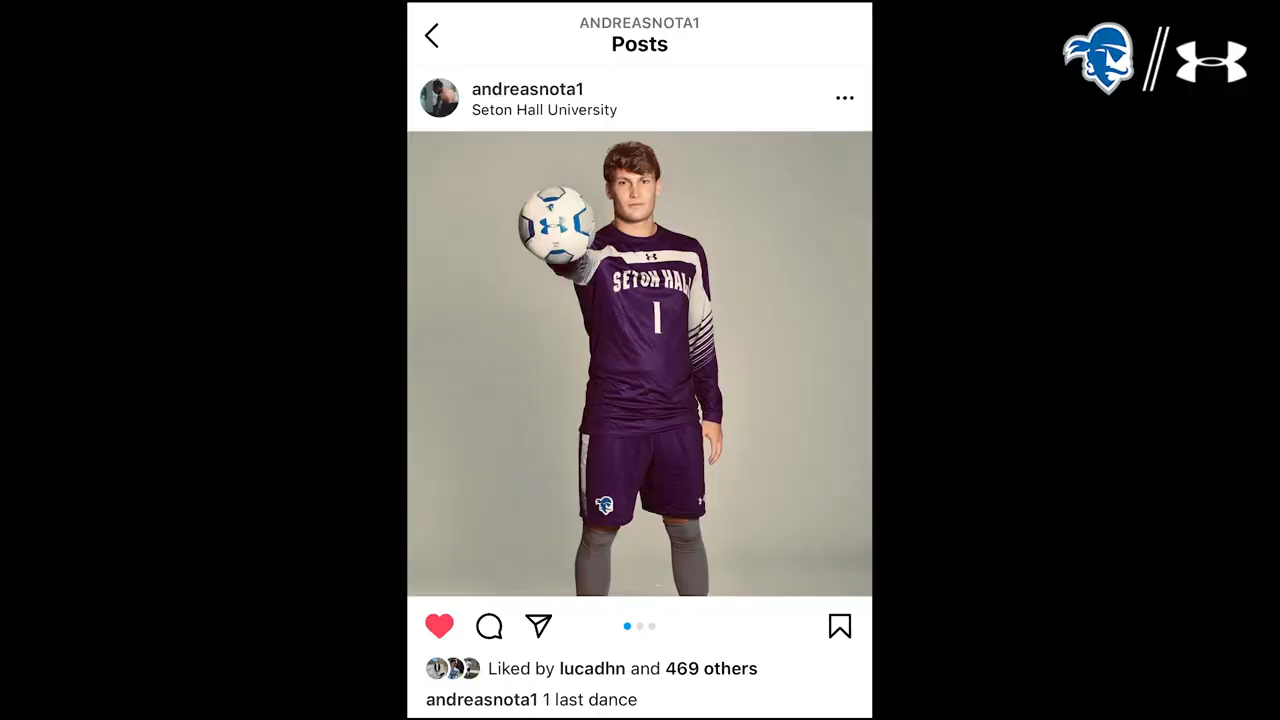 ANDREASNOTA1
Posts
andreasnota1
Seton Hall University
SETON HALL
1
Liked by lucadhn and 469 others
andreasnota1 1 last dance